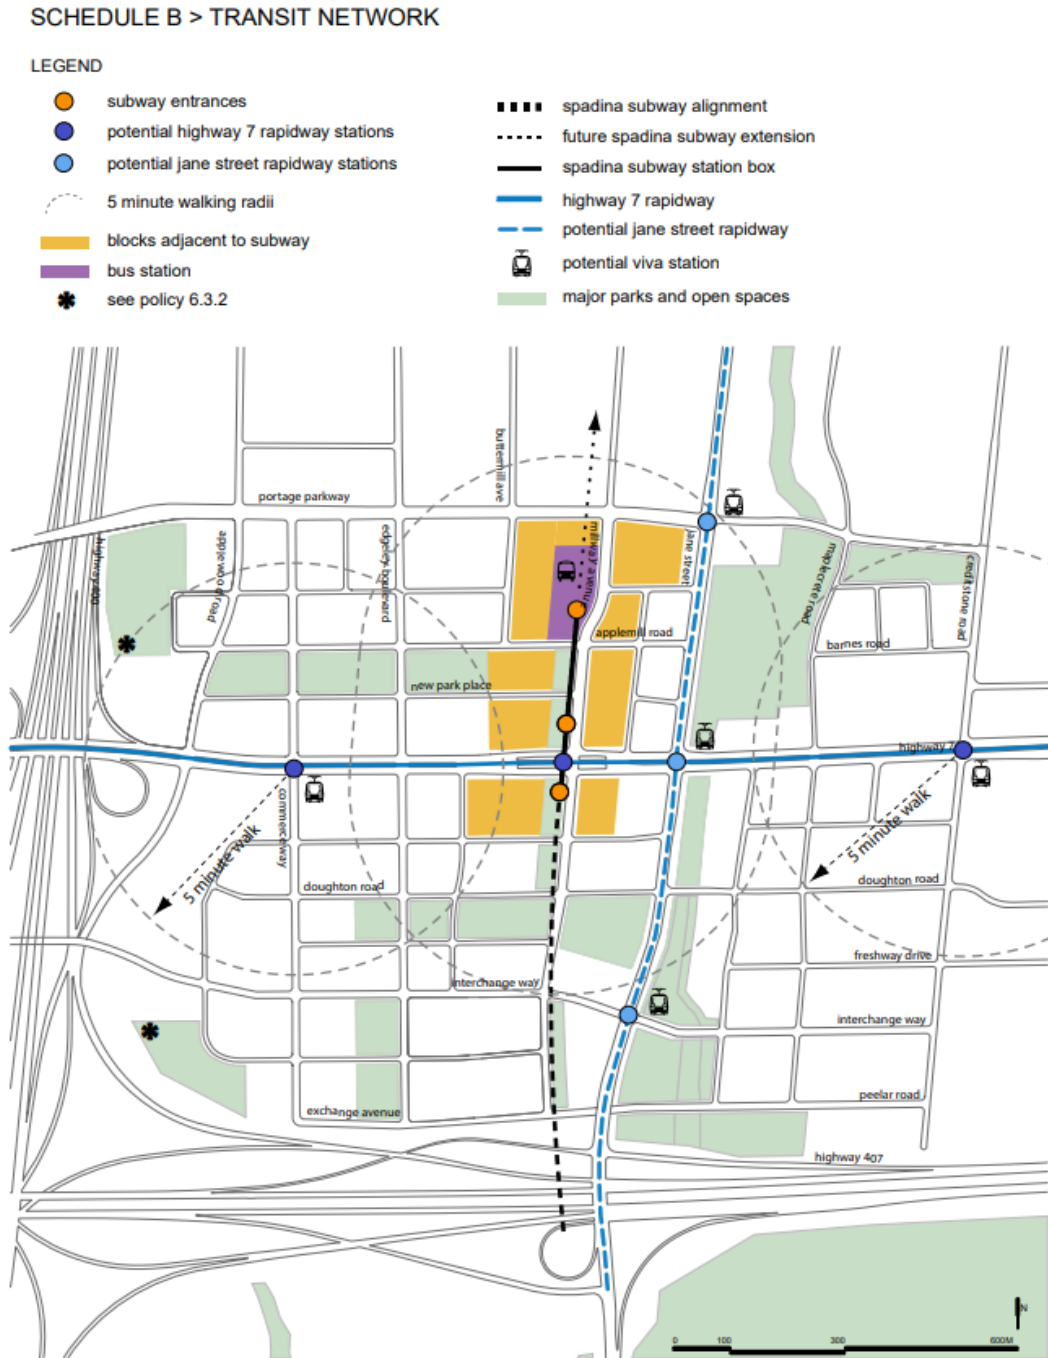 SCHEDULE B > TRANSIT NETWORK
LEGEND
subway entrances
potential highway 7 rapidway stations
potential jane street rapidway stations
5 minute walking radii
blocks adjacent to subway
bus station
see policy 6.3.2
spadina subway alignment
future spadina subway extension
spadina subway station box
highway 7 rapidway
potential jane street rapidway
potential viva station
major parks and open spaces
buttermill ave
portage parkway
highway 400
applewood road
edgeley boulevard
millway avenue
jane street
maplecrete road
creditstone road
applemill road
barnes road
new park place
highway 7
commerce way
5 minute walk
5 minute walk
doughton road
doughton road
freshway drive
interchange way
interchange way
peelar road
exchange avenue
highway 407
N
0 100 300 600M